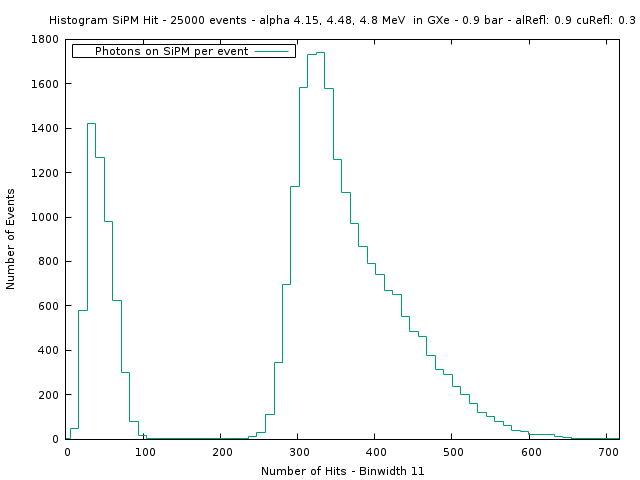 Histogram SiPM Hit - 25000 events - alpha 4.15, 4.48, 4.8 MeV  in GXe - 0.9 bar - alRefl: 0.9 cuRefl: 0.3
Photons on SiPM per event
1800
1600
1400
1200
1000
800
600
400
200
0
Number of Events
0 100 200 300 400 500 600 700
Number of Hits - Binwidth 11